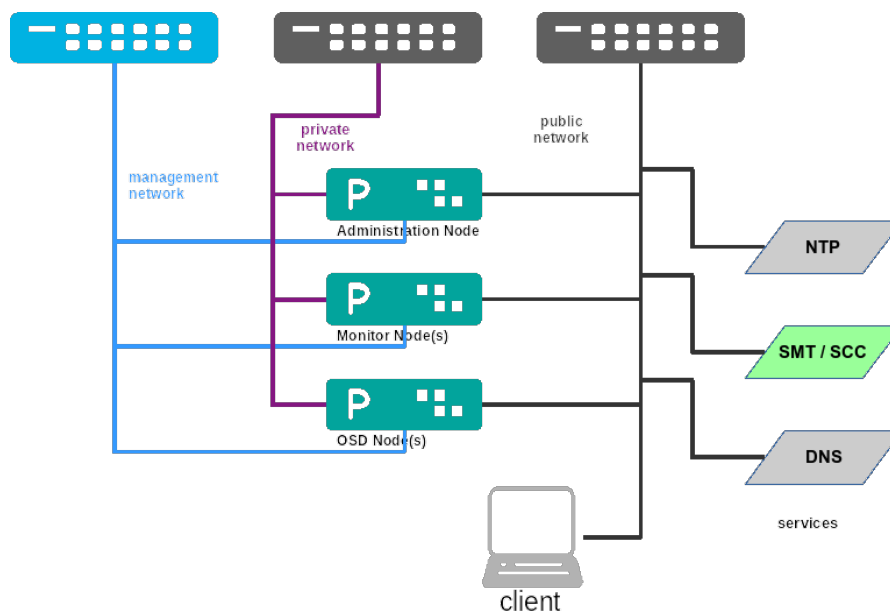 public
network
private
network
management
network
P
Administration Node
NTP
P
Monitor Node(s)
SMT / SCC
P
OSD Node(s)
DNS
services
client